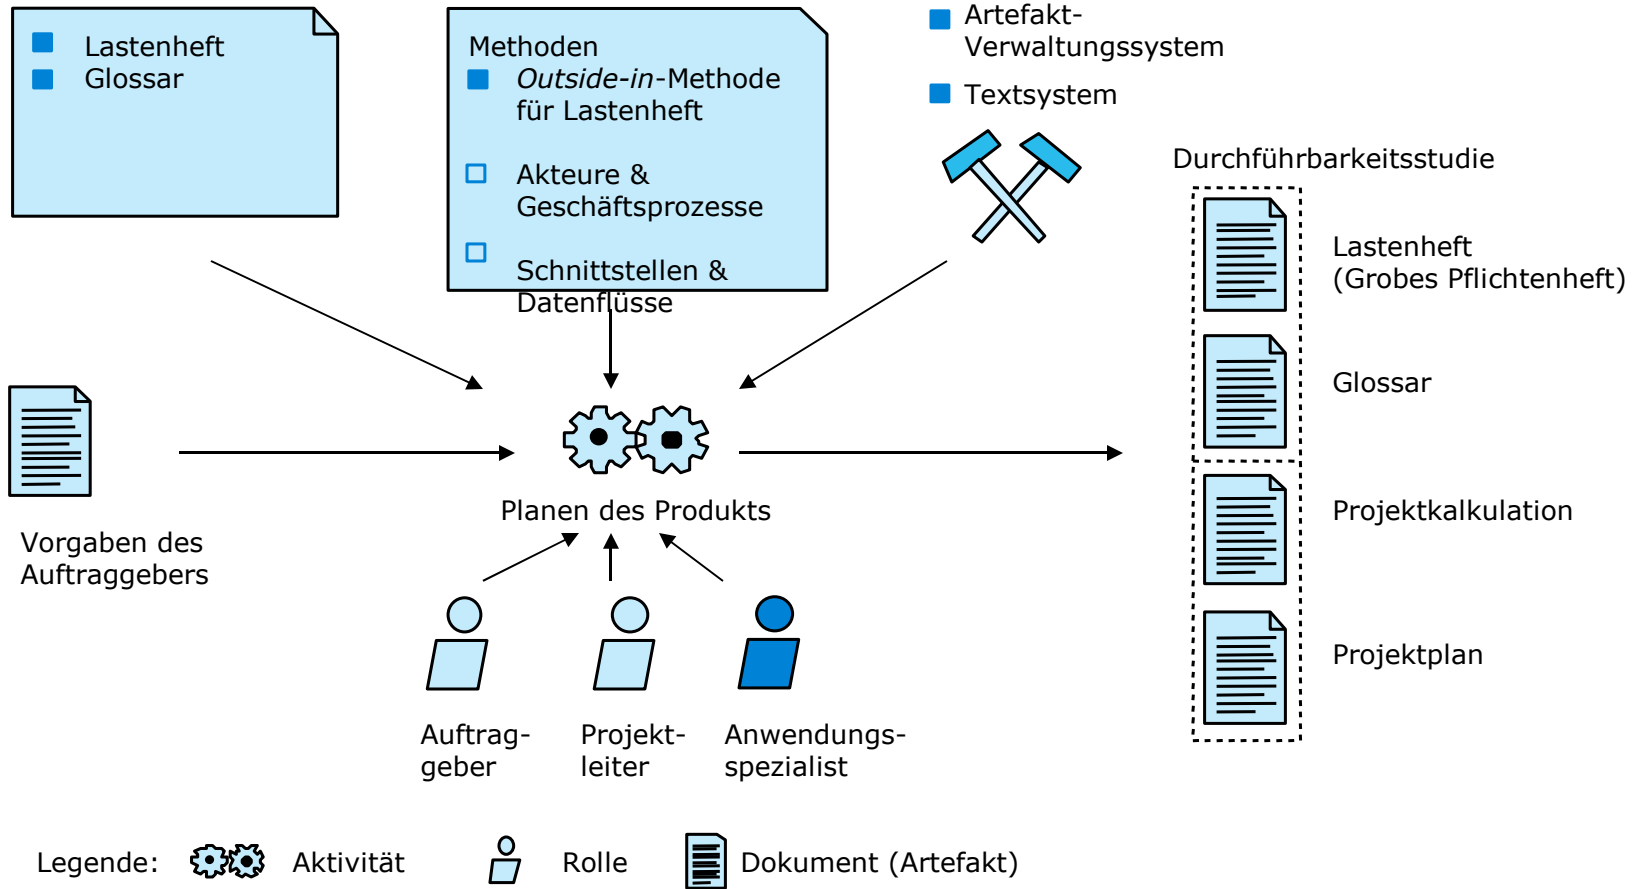 Lastenheft
Glossar
Methoden
Outside-in-Methode
für Lastenheft
Akteure &
Geschäftsprozesse
Schnittstellen &
Datenflüsse
Artefakt-
Verwaltungssystem
Textsystem
Durchführbarkeitsstudie
Lastenheft
(Grobes Pflichtenheft)
Glossar
Projektkalkulation
Projektplan
Vorgaben des
Auftraggebers
Planen des Produkts
Auftrag-
geber
Projekt-
leiter
Anwendungs-
spezialist
Legende:
Aktivität
Rolle
Dokument (Artefakt)